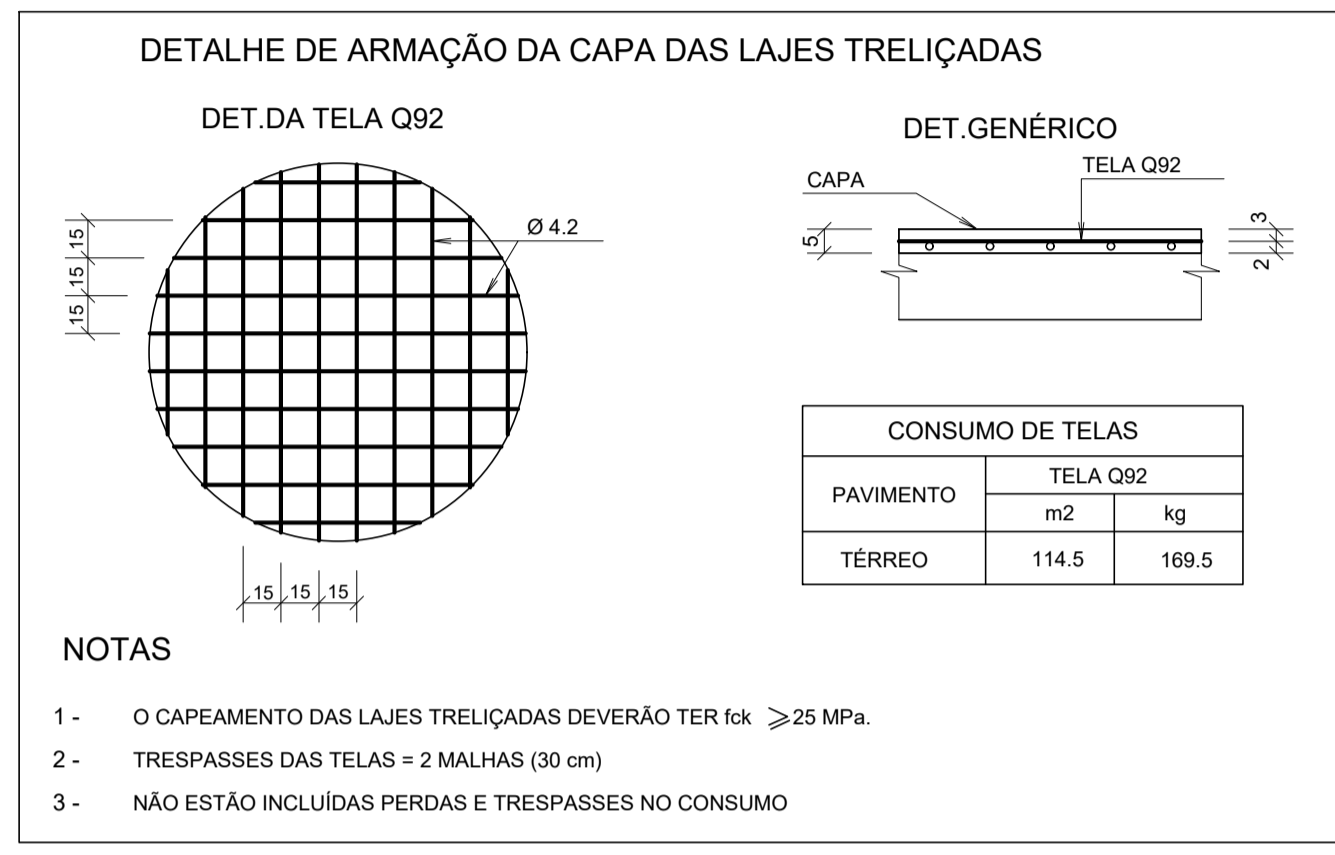 DETALHE DE ARMAÇÃO DA CAPA DAS LAJES TRELIÇADAS
DET.DA TELA Q92
15
15
15
Ø 4.2
15 15 15
DET.GENÉRICO
CAPA
TELA Q92
5
3
2
CONSUMO DE TELAS
PAVIMENTO
TELA Q92
m2 kg
TÉRREO 114.5 169.5
NOTAS
1 - O CAPEAMENTO DAS LAJES TRELIÇADAS DEVERÃO TER fck ⩾25 MPa.
2 - TRESPASSES DAS TELAS = 2 MALHAS (30 cm)
3 - NÃO ESTÃO INCLUÍDAS PERDAS E TRESPASSES NO CONSUMO